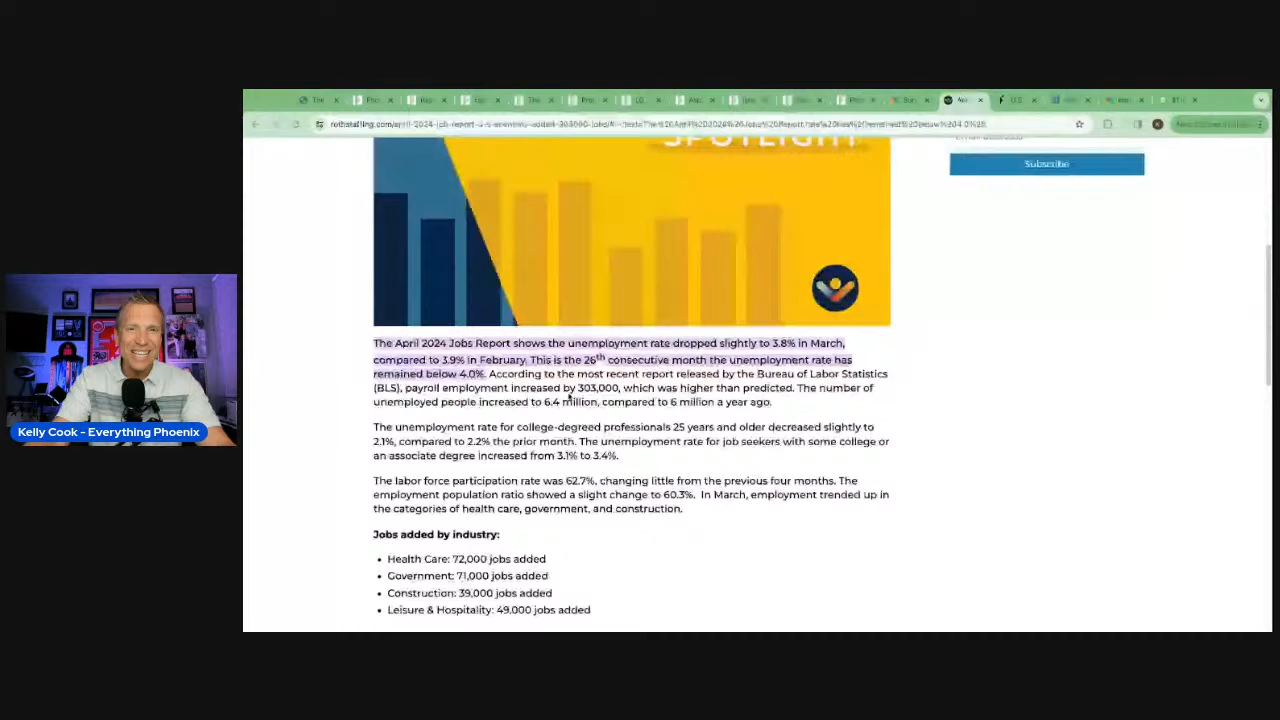 SPOTLIGHT
Subscribe
The April 2024 Jobs Report shows the unemployment rate dropped slightly to 3.8% in March,
compared to 3.9% in February. This is the 26th consecutive month the unemployment rate has
remained below 4.0%. According to the most recent report released by the Bureau of Labor Statistics
(BLS), payroll employment increased by 303,000, which was higher than predicted. The number of
unemployed people increased to 6.4 million, compared to 6 million a year ago.
The unemployment rate for college-degreed professionals 25 years and older decreased slightly to
2.1%, compared to 2.2% the prior month. The unemployment rate for job seekers with some college or
an associate degree increased from 3.1% to 3.4%.
The labor force participation rate was 62.7%, changing little from the previous four months. The
employment population ratio showed a slight change to 60.3%. In March, employment trended up in
the categories of health care, government, and construction.
Jobs added by industry:
• Health Care: 72,000 jobs added
• Government: 71,000 jobs added
• Construction: 39,000 jobs added
• Leisure & Hospitality: 49,000 jobs added
Kelly Cook - Everything Phoenix